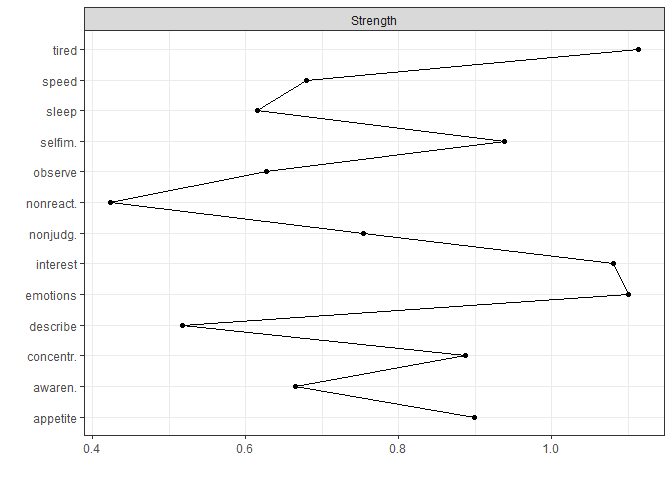 Strength
tired
speed
sleep
selfim.
observe
nonreact.
nonjudg.
interest
emotions
describe
concentr.
awaren.
appetite
0.4 0.6 0.8 1.0